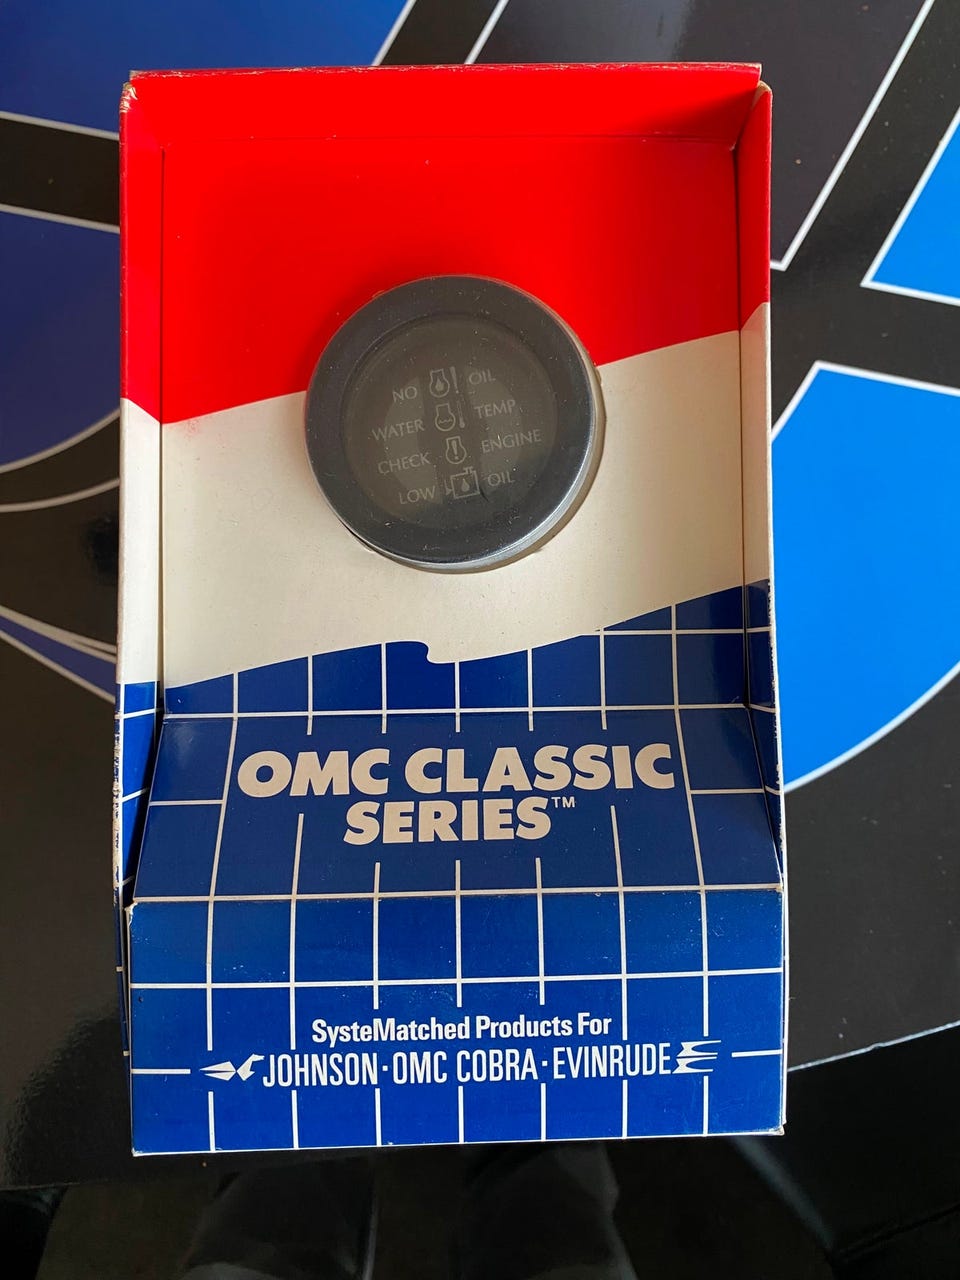 NO OIL
WATER TEMP
CHECK ENGINE
LOW OIL
OMC CLASSIC
SERIES™
SysteMatched Products For
JOHNSON·OMC COBRA·EVINRUDE